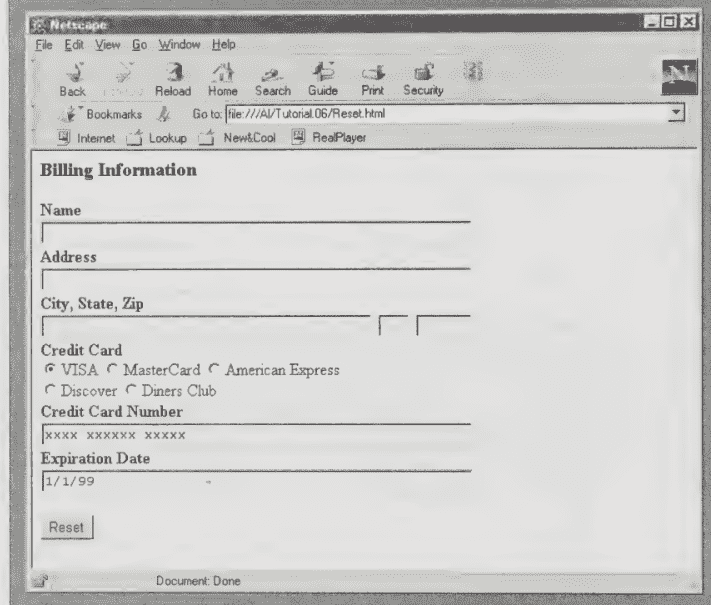 Netscape
File Edit View Go Window Help
Back Reload Home Search Guide Print Security
N
Bookmarks Go to: file:///A|/Tutorial.06/Reset.html
Internet Lookup New&Cool RealPlayer
Billing Information
Name
Address
City, State, Zip
Credit Card
VISA MasterCard American Express
Discover Diners Club
Credit Card Number
xxxx xxxxxx xxxxx
Expiration Date
1/1/99
Reset
Document: Done